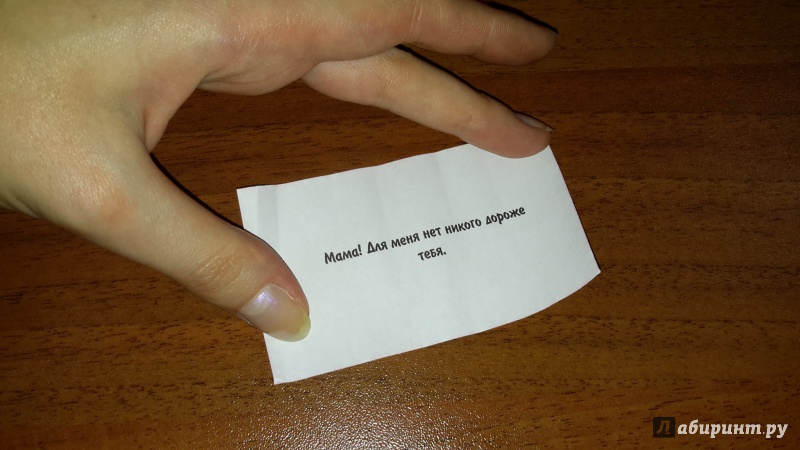 Мама! Для меня нет никого дороже
тебя.
Лабиринт.ру